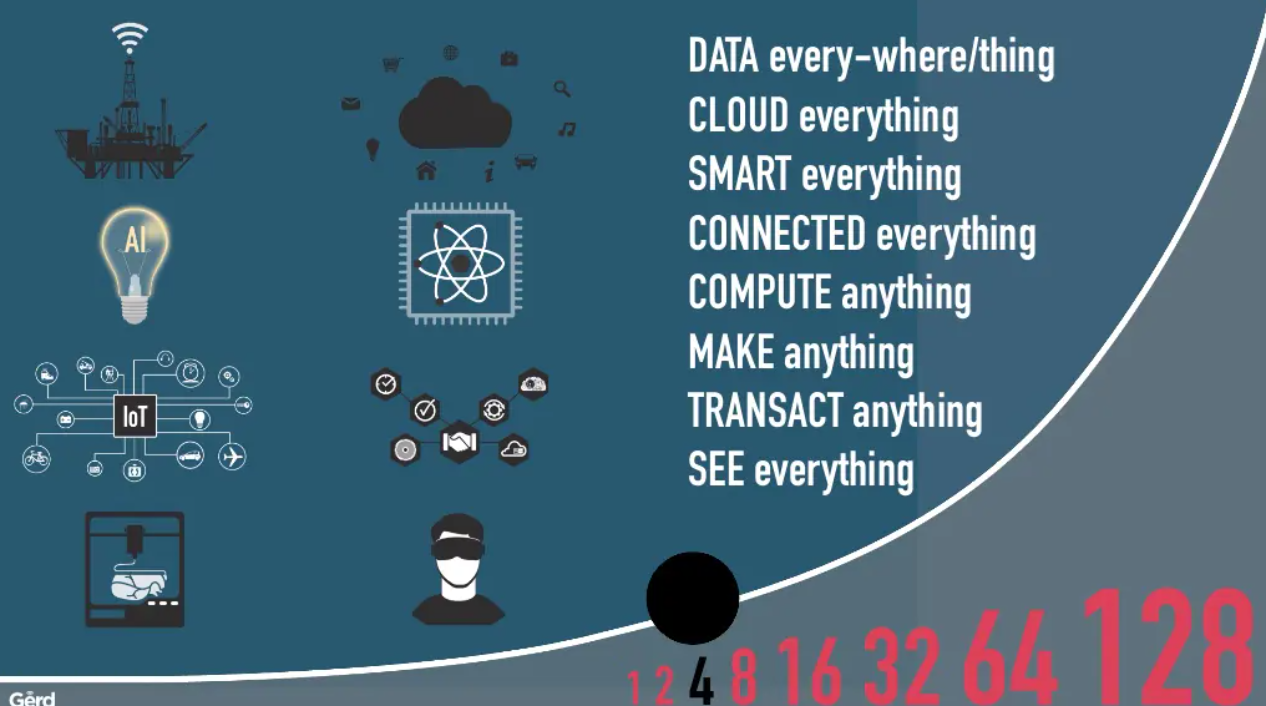 DATA every-where/thing
CLOUD everything
SMART everything
CONNECTED everything
COMPUTE anything
MAKE anything
TRANSACT anything
SEE everything
AI
IoT
1 2 4 8 16 32 64 128
Gerd